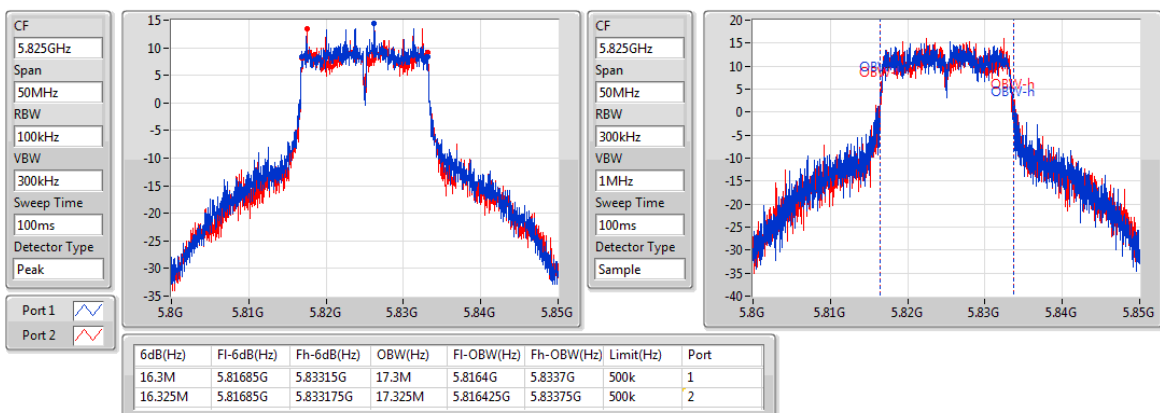 CF
5.825GHz
Span
50MHz
RBW
100kHz
VBW
300kHz
Sweep Time
100ms
Detector Type
Peak
Port 1
Port 2
15
10
5
0
-5
-10
-15
-20
-25
-30
-35
5.8G
5.81G
5.82G
5.83G
5.84G
5.85G
CF
5.825GHz
Span
50MHz
RBW
300kHz
VBW
1MHz
Sweep Time
100ms
Detector Type
Sample
20
15
10
5
0
-5
-10
-15
-20
-25
-30
-35
-40
OBW-h
OBW-h
5.8G
5.81G
5.82G
5.83G
5.84G
5.85G
6dB(Hz) Fl-6dB(Hz) Fh-6dB(Hz) OBW(Hz) Fl-OBW(Hz) Fh-OBW(Hz) Limit(Hz) Port
16.3M 5.81685G 5.83315G 17.3M 5.8164G 5.8337G 500k 1
16.325M 5.81685G 5.833175G 17.325M 5.816425G 5.83375G 500k 2